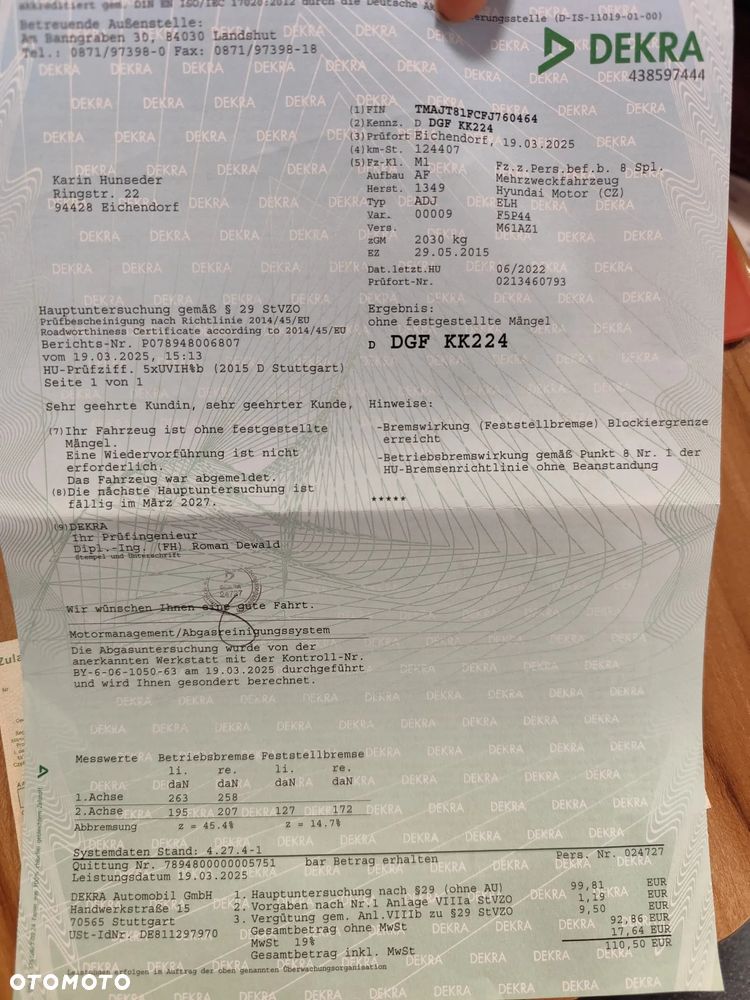 akkreditiert gem. DIN EN ISO/IEC 17020:2012 durch die Deutsche erungsstelle (D-IS-11019-01-00)
Betreuende Außenstelle:
Am Banngraben 30, 84030 Landshut
Tel.: 0871/97398-0 Fax: 0871/97398-18
DEKRA
438597444
(1) FIN TMAJT81FCFJ760464
(2) Kennz. D DGF KK224
(3) Prüfort Eichendorf, 19.03.2025
(4) km-St. 124407
(5) Fz-Kl. M1 Fz.z.Pers.bef.b. 8 Spl.
Aufbau AF Mehrzweckfahrzeug
Herst. 1349 Hyundai Motor (CZ)
Typ ADJ ELH
Var. 00009 F5P44
Vers. M61AZ1
zGM 2030 kg
EZ 29.05.2015
Dat.letzt.HU 06/2022
Prüfort-Nr. 0213460793
Karin Hunseder
Ringstr. 22
94428 Eichendorf
Hauptuntersuchung gemäß § 29 StVZO
Prüfbescheinigung nach Richtlinie 2014/45/EU
Roadworthiness Certificate according to 2014/45/EU
Berichts-Nr. P078948006807
vom 19.03.2025, 15:13
HU-Prüfziff. 5xUVIH%b (2015 D Stuttgart)
Seite 1 von 1
Ergebnis:
ohne festgestellte Mängel
D DGF KK224
Sehr geehrte Kundin, sehr geehrter Kunde,
(7) Ihr Fahrzeug ist ohne festgestellte
Mängel.
Eine Wiedervorführung ist nicht
erforderlich.
Das Fahrzeug war abgemeldet.
(8) Die nächste Hauptuntersuchung ist
fällig im März 2027.
Hinweise:
-Bremswirkung (Feststellbremse) Blockiergrenze
erreicht
-Betriebsbremswirkung gemäß Punkt 8 Nr. 1 der
HU-Bremsenrichtlinie ohne Beanstandung
*****
(9) DEKRA
Ihr Prüfingenieur
Dipl.-Ing. (FH) Roman Dewald
Stempel und Unterschrift
Wir wünschen Ihnen eine gute Fahrt.
Motormanagement/Abgasreinigungssystem
Die Abgasuntersuchung wurde von der
anerkannten Werkstatt mit der Kontroll-Nr.
BY-6-06-1050-63 am 19.03.2025 durchgeführt
und wird Ihnen gesondert berechnet.
Messwerte Betriebsbremse Feststellbremse
li. re. li. re.
daN daN daN daN
1.Achse 263 258
2.Achse 195 207 127 172
Abbremsung z = 45.4% z = 14.7%
Systemdaten Stand: 4.27.4-1 Pers. Nr. 024727
Quittung Nr. 7894800000005751 bar Betrag erhalten
Leistungsdatum 19.03.2025
DEKRA Automobil GmbH
Handwerkstraße 15
70565 Stuttgart
USt-IdNr. DE811297970
1. Hauptuntersuchung nach §29 (ohne AU) 99,81 EUR
2. Vorgaben nach Nr.1 Anlage VIIIa StVZO 1,19 EUR
3. Vergütung gem. Anl.VIIIb zu §29 StVZO 9,50 EUR
Gesamtbetrag ohne MwSt 92,86 EUR
MwSt 19% 17,64 EUR
Gesamtbetrag inkl. MwSt 110,50 EUR
Leistungen erfolgen im Auftrag der oben genannten Überwachungsorganisation
OTOMOTO